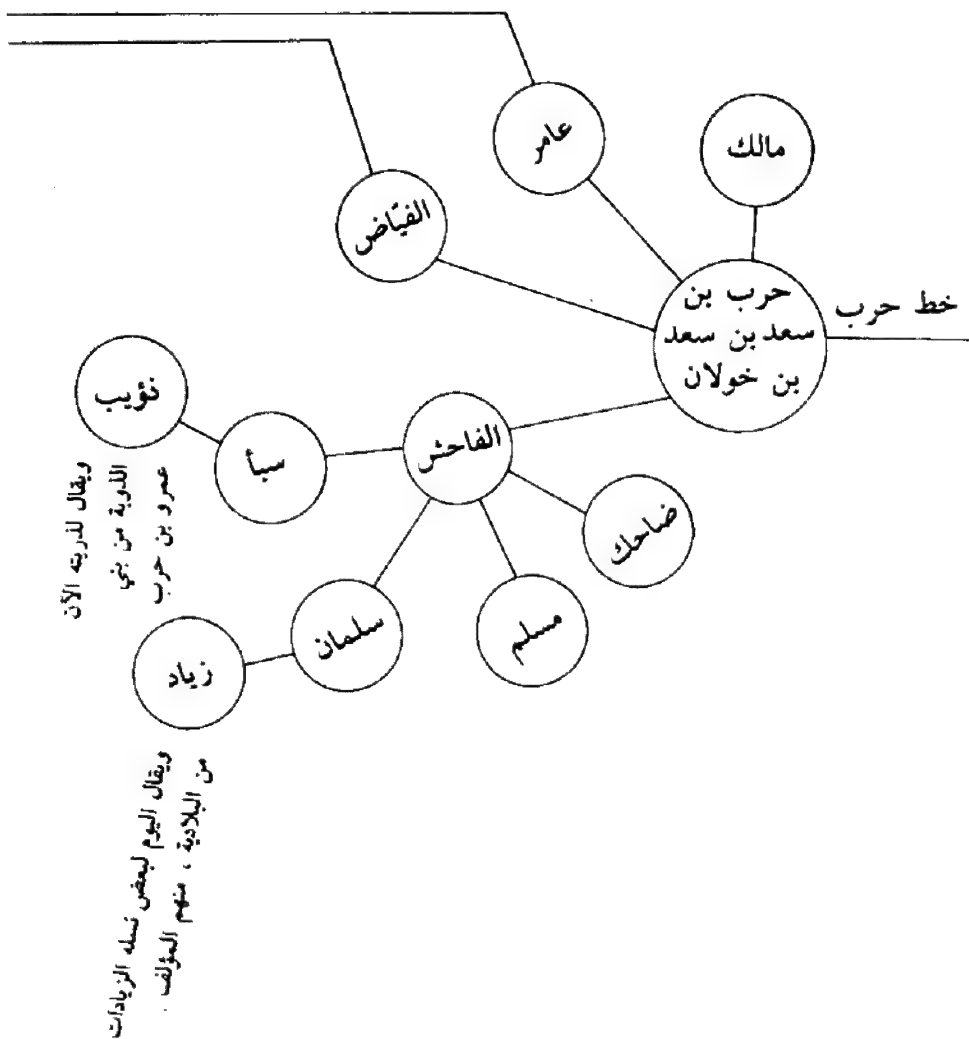 مالك
عامر
الفيّاض
خط حرب
حرب بن
سعد بن سعد
بن خولان
الفاحش
سبأ
نؤيب
ويقال لذريته الآن
الذوبة من بني
عمرو بن حرب
ضاحك
مسلم
سلمان
زياد
ويقال اليوم لبعض نسله الزيادات
من البلادية ، منهم المؤلف .